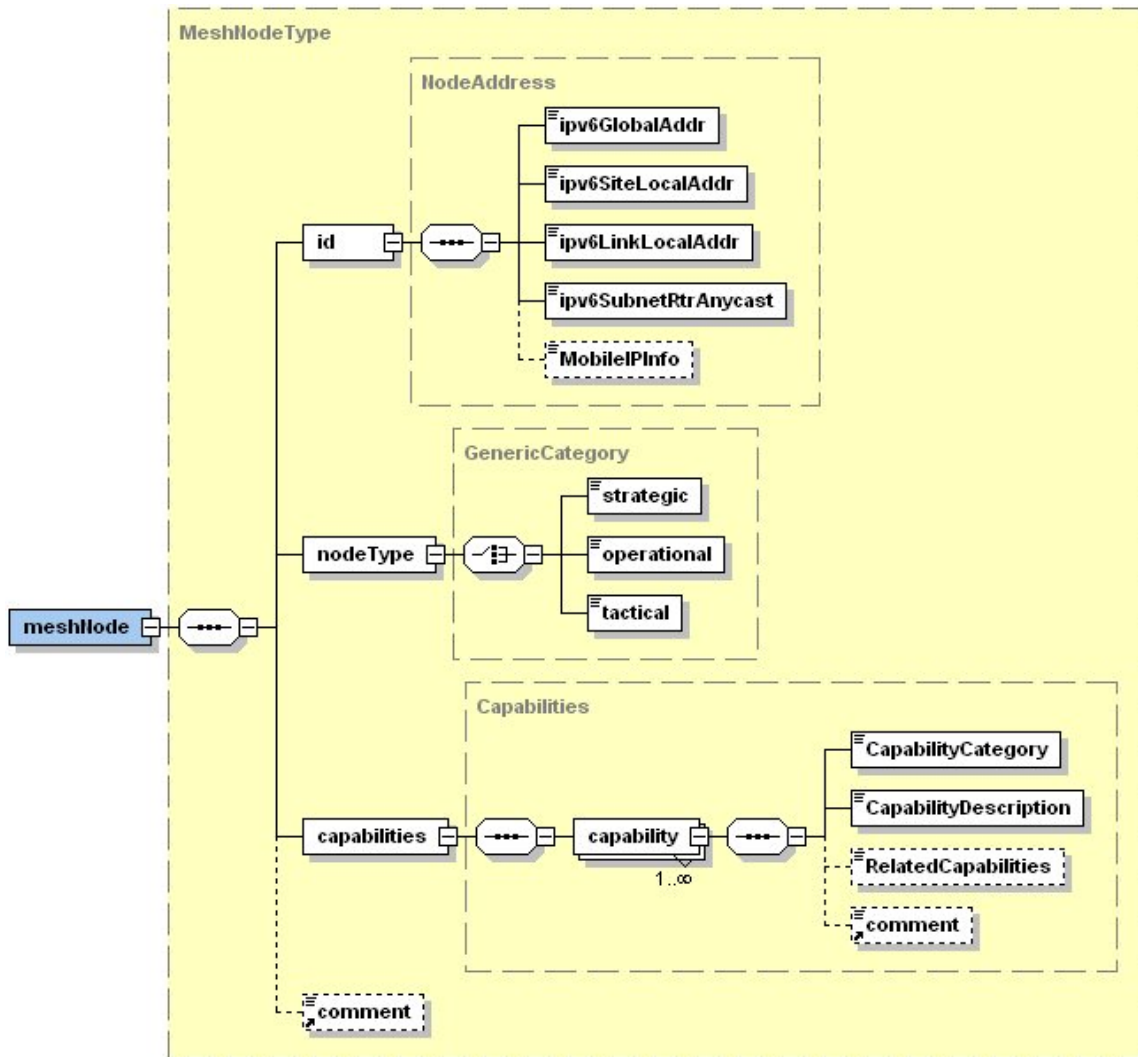 MeshNodeType
NodeAddress
ipv6GlobalAddr
ipv6SiteLocalAddr
id
ipv6LinkLocalAddr
ipv6SubnetRtrAnycast
MobileIPInfo
GenericCategory
strategic
nodeType
operational
tactical
meshNode
Capabilities
CapabilityCategory
CapabilityDescription
capabilities
capability
1..∞
RelatedCapabilities
comment
comment